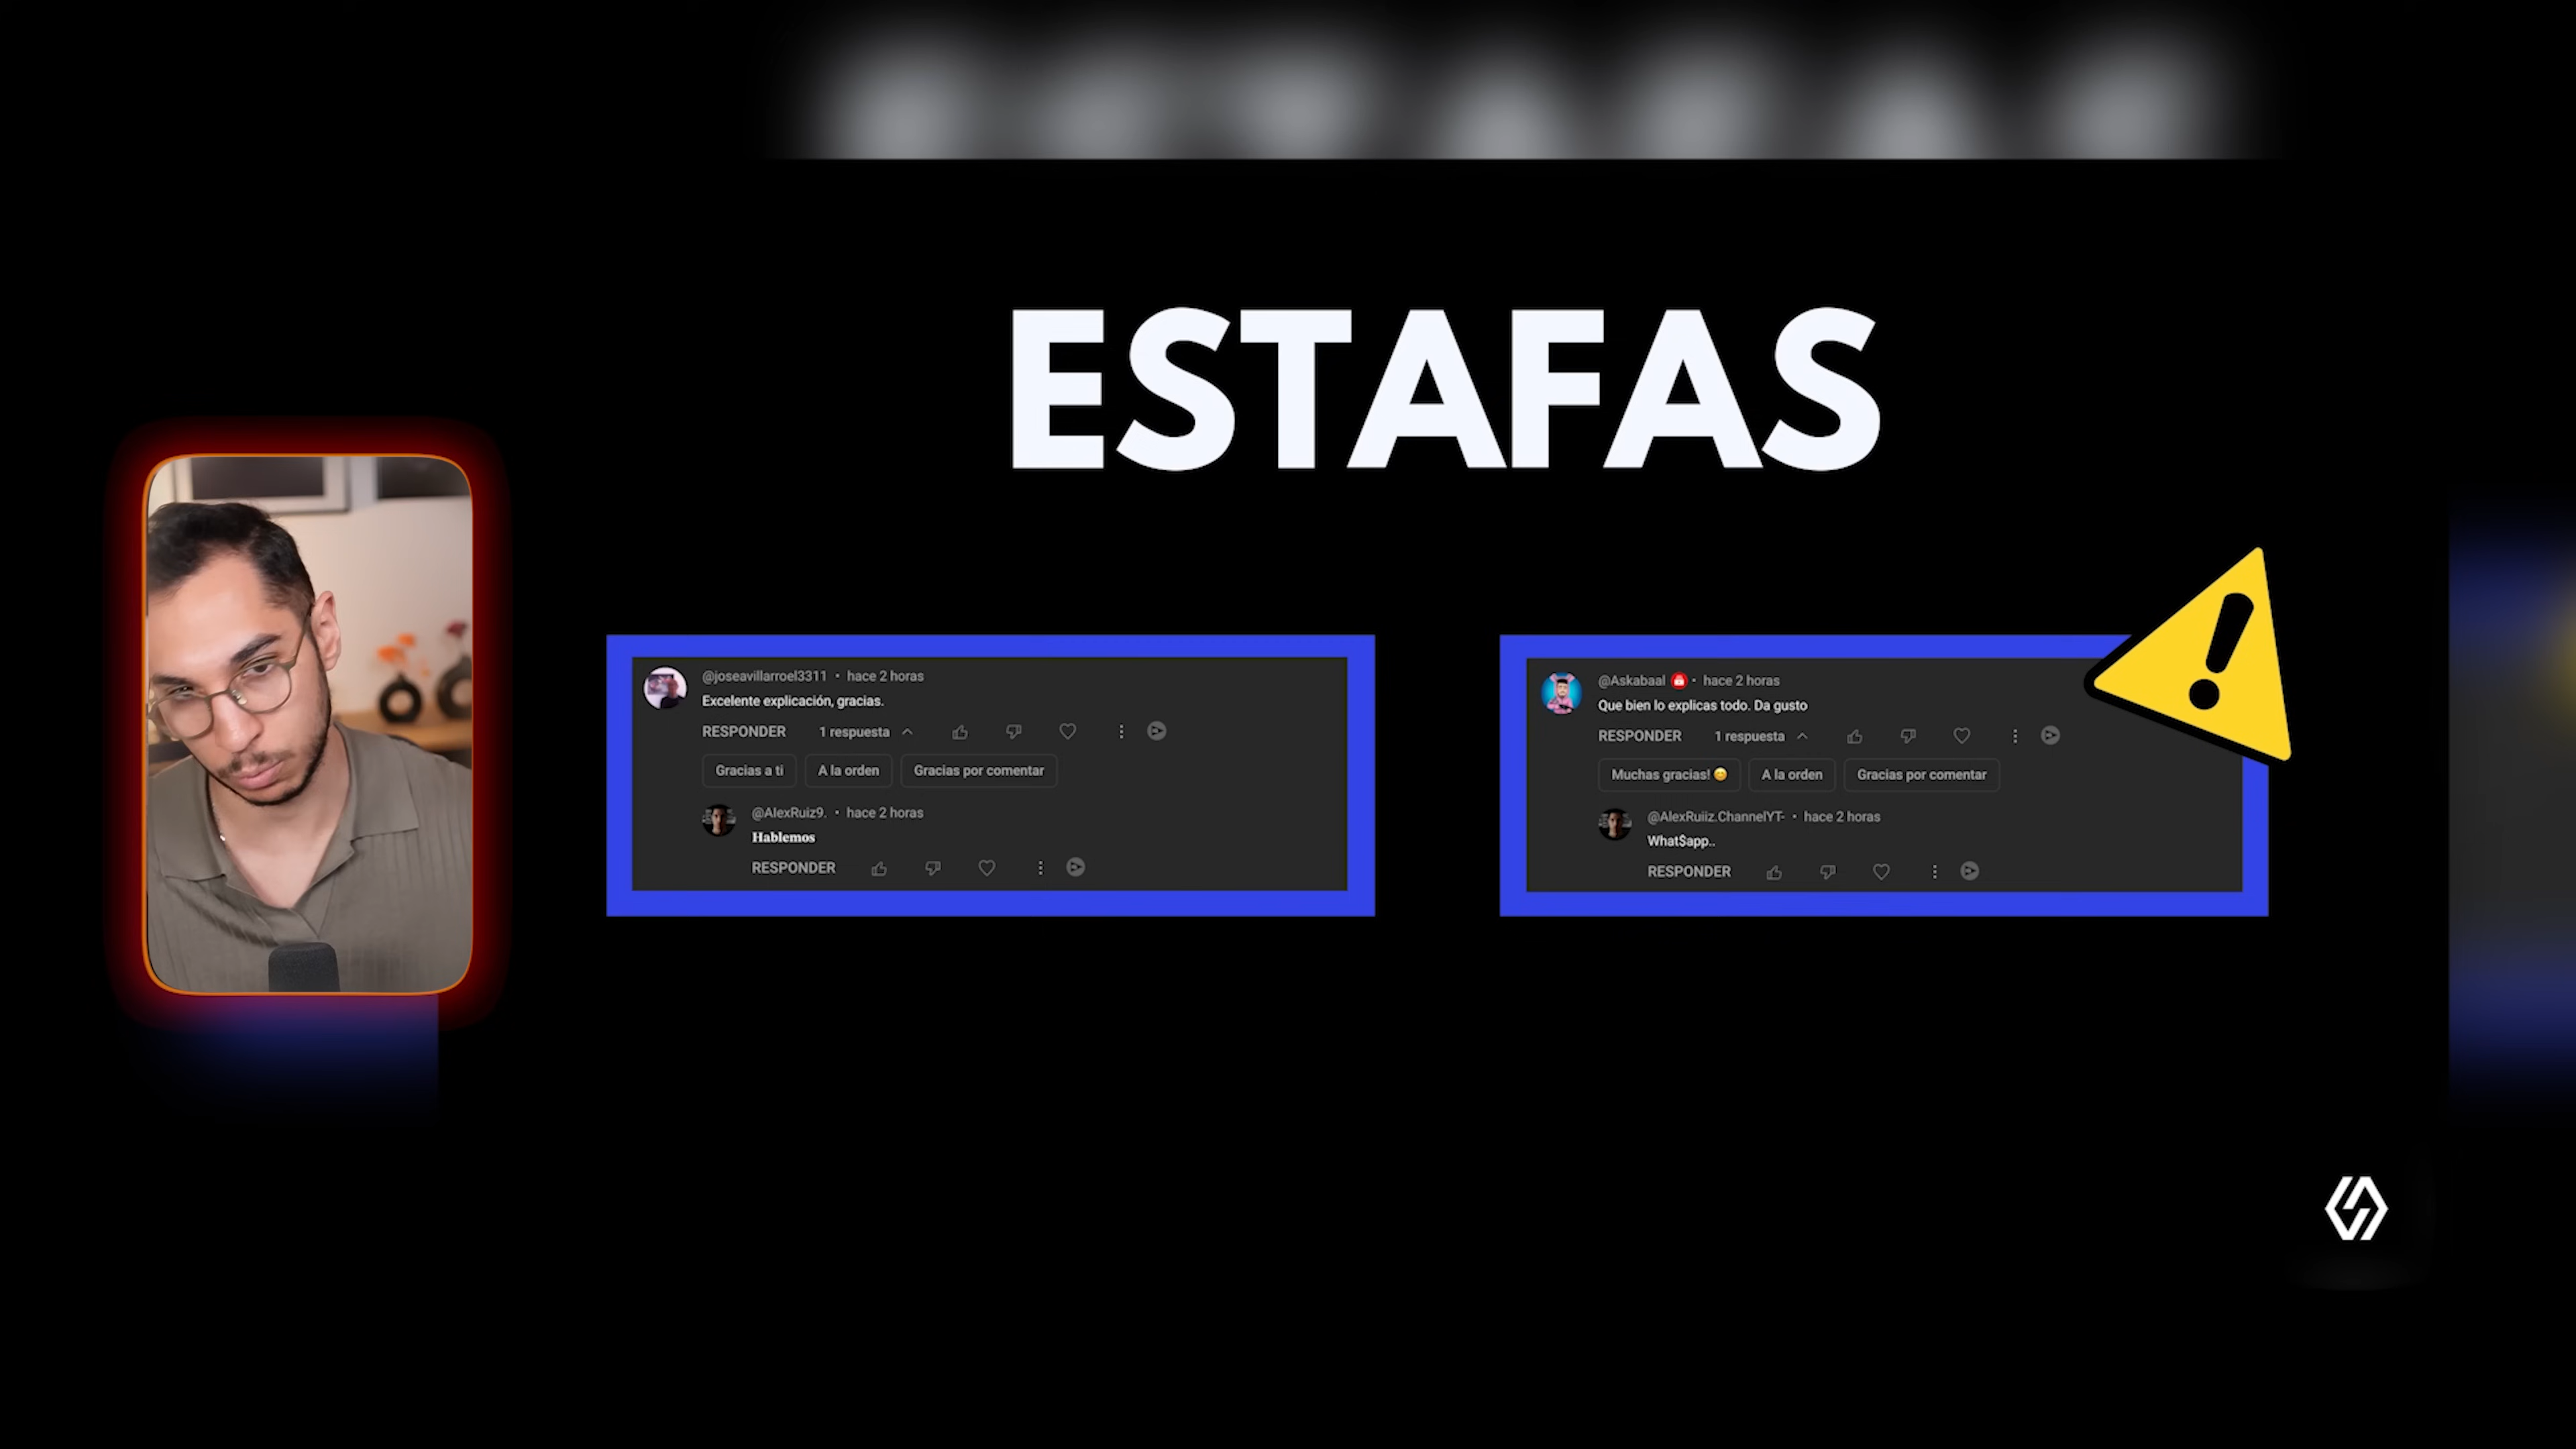 ESTAFAS
@joseavillarroel3311 • hace 2 horas
Excelente explicación, gracias.
RESPONDER 1 respuesta
Gracias a ti A la orden Gracias por comentar
@AlexRuiz9. • hace 2 horas
Hablemos
RESPONDER
@Askabaal • hace 2 horas
Que bien lo explicas todo. Da gusto
RESPONDER 1 respuesta
Muchas gracias! 😊 A la orden Gracias por comentar
@AlexRuiiz.ChannelYT- • hace 2 horas
What$app..
RESPONDER